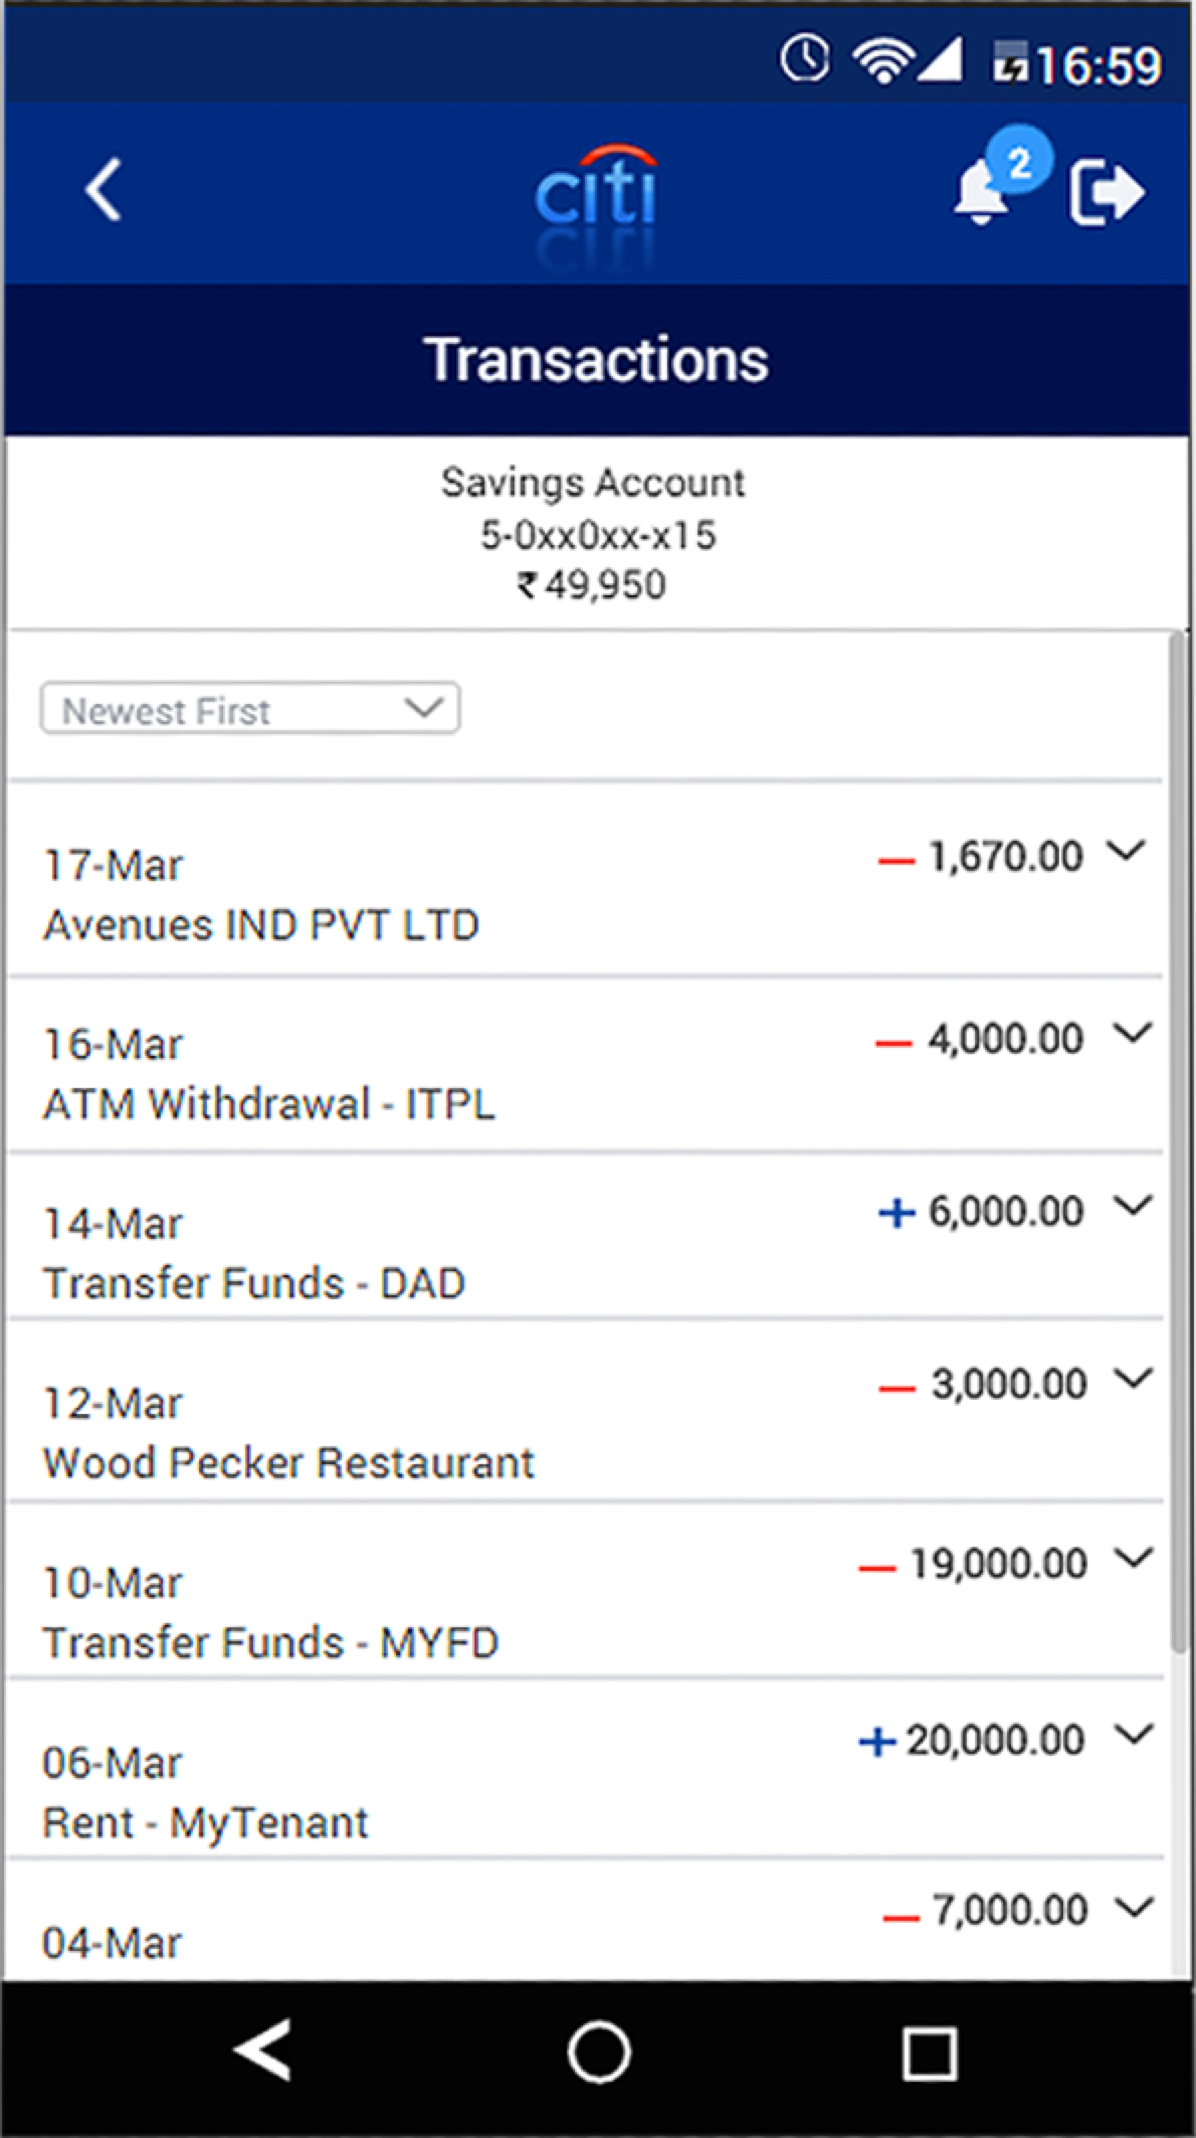 16:59
citi
2
Transactions
Savings Account
5-0xx0xx-x15
₹ 49,950
Newest First
17-Mar
– 1,670.00
Avenues IND PVT LTD
16-Mar
– 4,000.00
ATM Withdrawal - ITPL
14-Mar
+ 6,000.00
Transfer Funds - DAD
12-Mar
– 3,000.00
Wood Pecker Restaurant
10-Mar
– 19,000.00
Transfer Funds - MYFD
06-Mar
+ 20,000.00
Rent - MyTenant
04-Mar
– 7,000.00